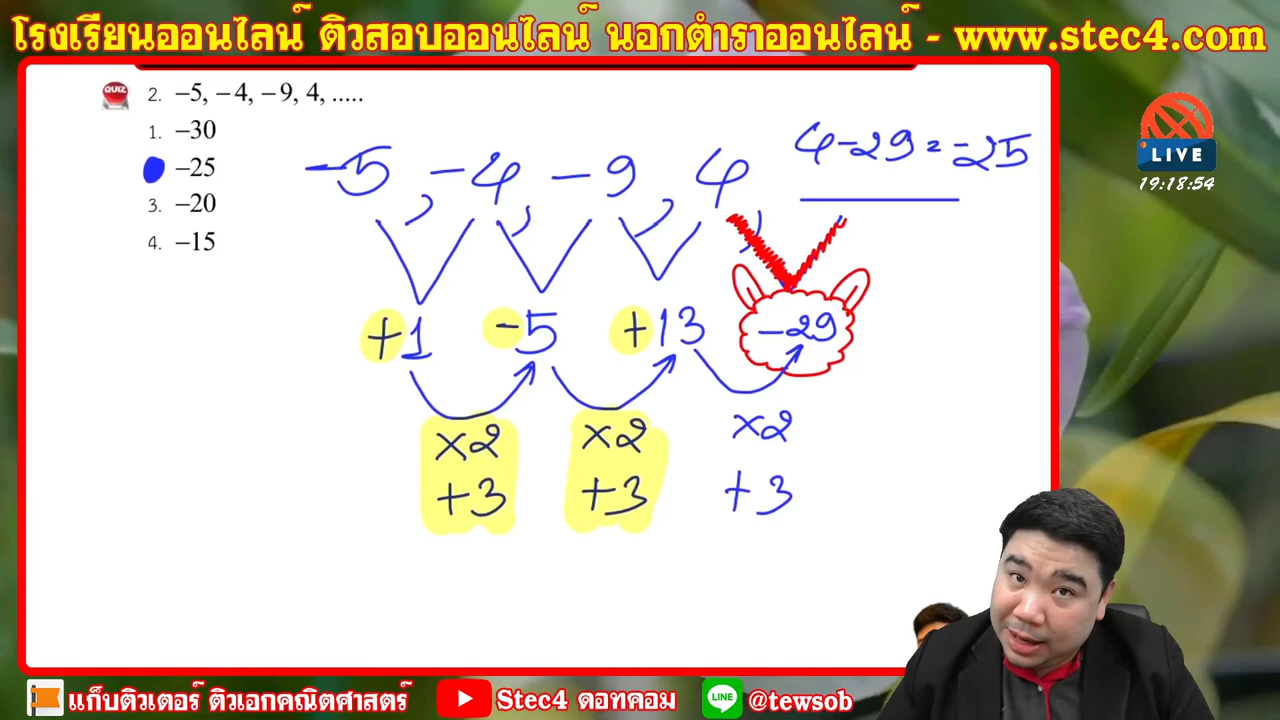 โรงเรียนออนไลน์ ติวสอบออนไลน์ นอกตำราออนไลน์ - www.stec4.com
QUIZ 2. −5, −4, −9, 4, .....
1. −30
−25
3. −20
4. −15
4-29=-25
-5, -4, -9, 4,
+1 -5 +13 -29
×2 ×2 ×2
+3 +3 +3
LIVE
19:18:54
แก็บติวเตอร์ ติวเอกคณิตศาสตร์ Stec4 ดอทคอม LINE @tewsob